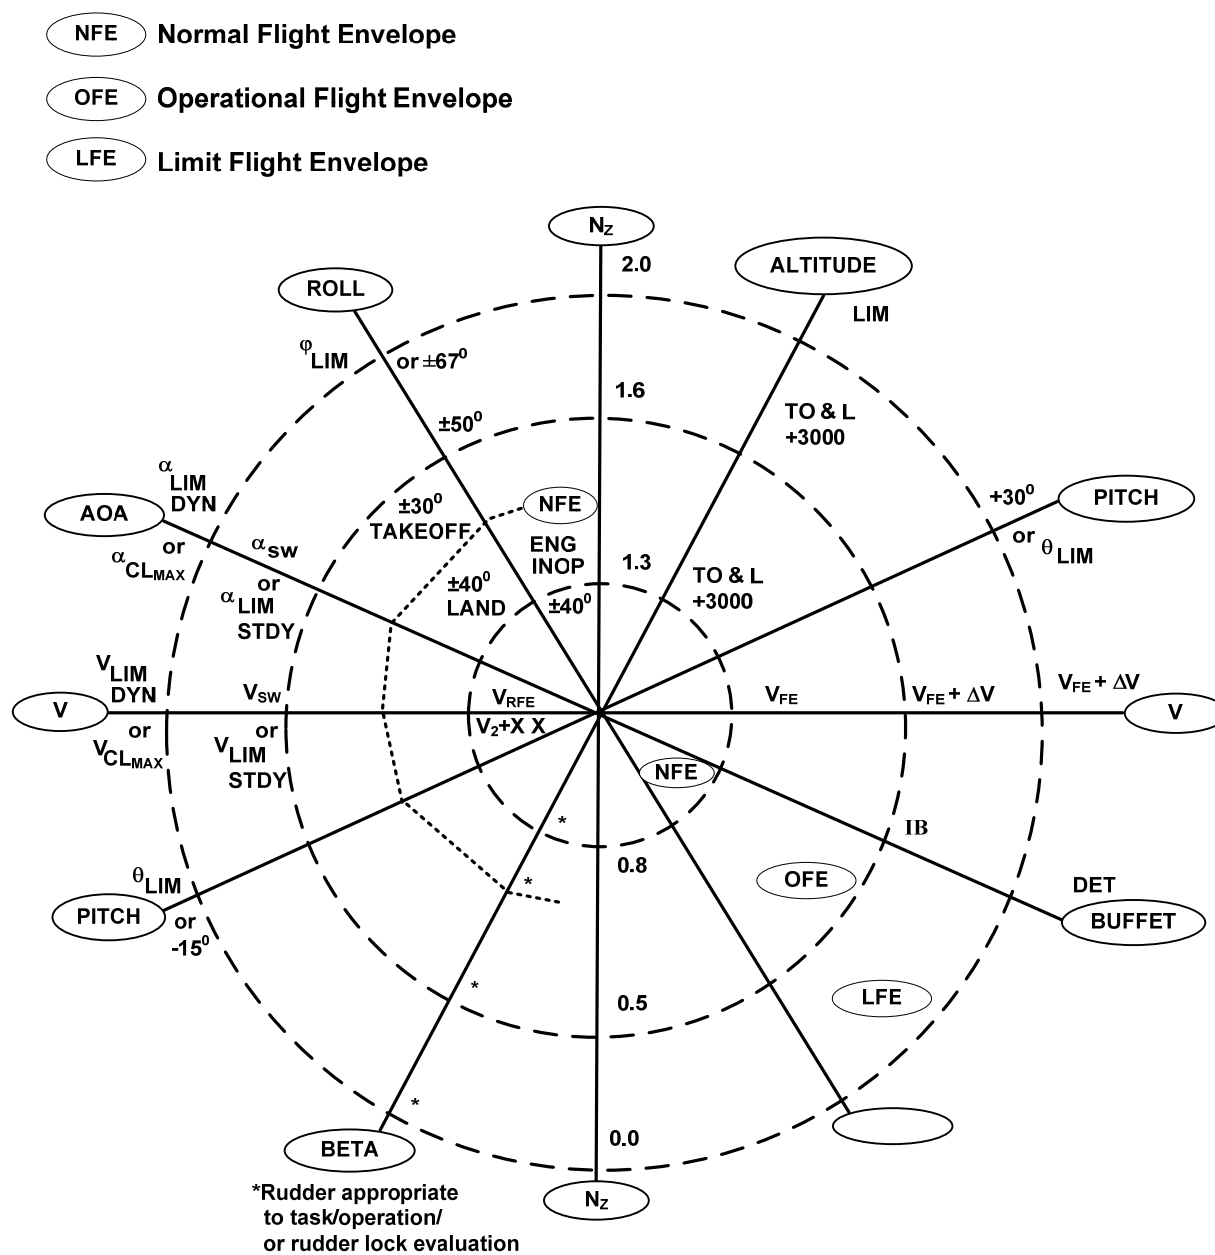 NFE Normal Flight Envelope
OFE Operational Flight Envelope
LFE Limit Flight Envelope
NZ
2.0
ALTITUDE
LIM
ROLL
φLIM
or ±67⁰
1.6
TO & L
+3000
±50⁰
+30⁰
PITCH
or θLIM
αLIM
DYN
AOA
or
αCLMAX
αSW
or
αLIM
STDY
±30⁰
TAKEOFF
NFE
ENG
INOP
1.3
±40⁰
LAND
±40⁰
TO & L
+3000
VLIM
DYN
V
or
VCLMAX
VSW
or
VLIM
STDY
VRFE
V2+X X
VFE
VFE + ΔV
VFE + ΔV
V
NFE
*
IB
0.8
OFE
DET
BUFFET
θLIM
PITCH
or
-15⁰
*
*
0.5
LFE
*
BETA
0.0
NZ
*Rudder appropriate
to task/operation/
or rudder lock evaluation